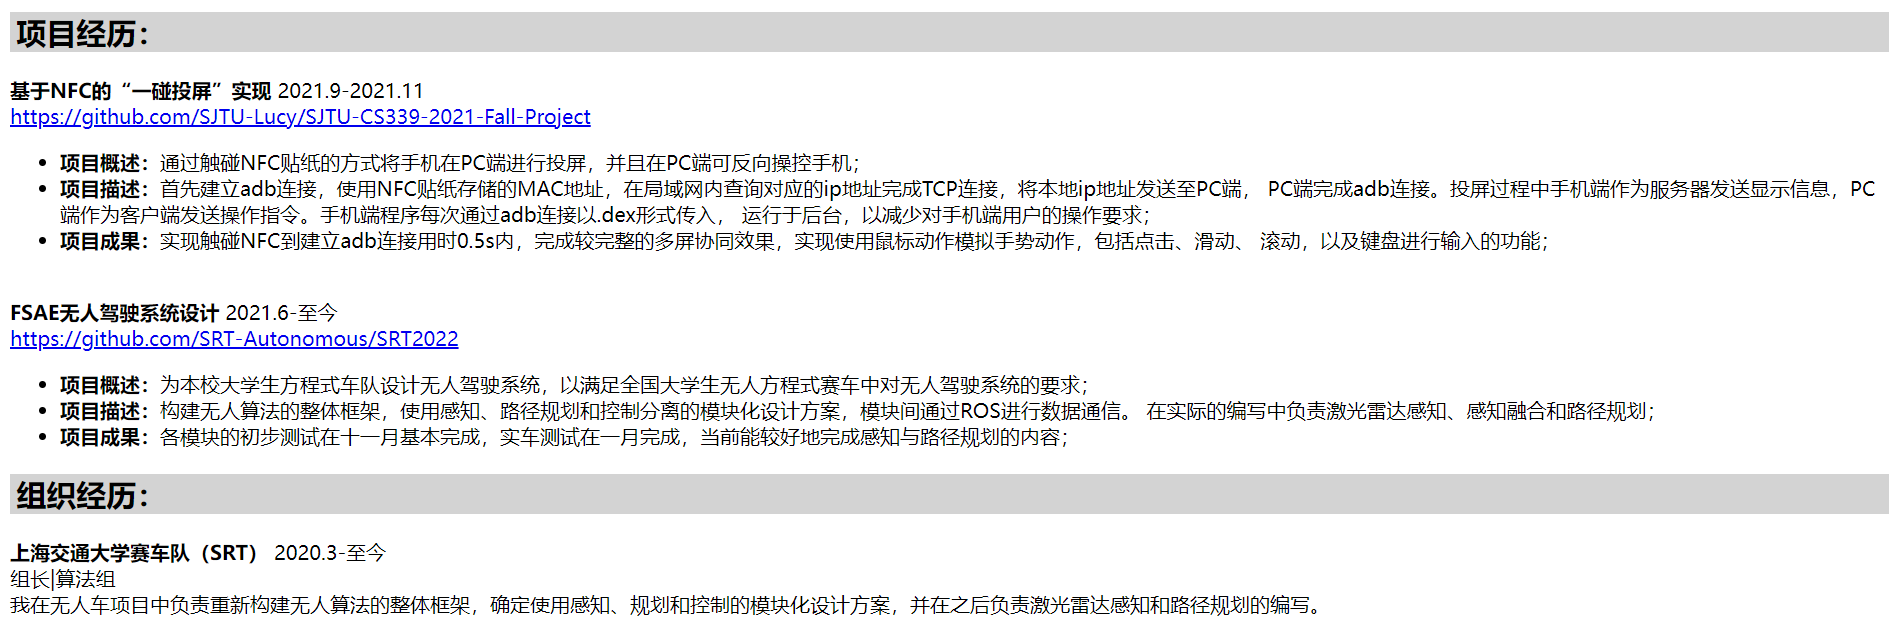 项目经历：
基于NFC的“一碰投屏”实现 2021.9-2021.11
https://github.com/SJTU-Lucy/SJTU-CS339-2021-Fall-Project
• 项目概述：通过触碰NFC贴纸的方式将手机在PC端进行投屏，并且在PC端可反向操控手机；
• 项目描述：首先建立adb连接，使用NFC贴纸存储的MAC地址，在局域网内查询对应的ip地址完成TCP连接，将本地ip地址发送至PC端， PC端完成adb连接。投屏过程中手机端作为服务器发送显示信息，PC
端作为客户端发送操作指令。手机端程序每次通过adb连接以.dex形式传入， 运行于后台，以减少对手机端用户的操作要求；
• 项目成果：实现触碰NFC到建立adb连接用时0.5s内，完成较完整的多屏协同效果，实现使用鼠标动作模拟手势动作，包括点击、滑动、 滚动，以及键盘进行输入的功能；
FSAE无人驾驶系统设计 2021.6-至今
https://github.com/SRT-Autonomous/SRT2022
• 项目概述：为本校大学生方程式车队设计无人驾驶系统，以满足全国大学生无人方程式赛车中对无人驾驶系统的要求；
• 项目描述：构建无人算法的整体框架，使用感知、路径规划和控制分离的模块化设计方案，模块间通过ROS进行数据通信。 在实际的编写中负责激光雷达感知、感知融合和路径规划；
• 项目成果：各模块的初步测试在十一月基本完成，实车测试在一月完成，当前能较好地完成感知与路径规划的内容；
组织经历：
上海交通大学赛车队（SRT） 2020.3-至今
组长|算法组
我在无人车项目中负责重新构建无人算法的整体框架，确定使用感知、规划和控制的模块化设计方案，并在之后负责激光雷达感知和路径规划的编写。